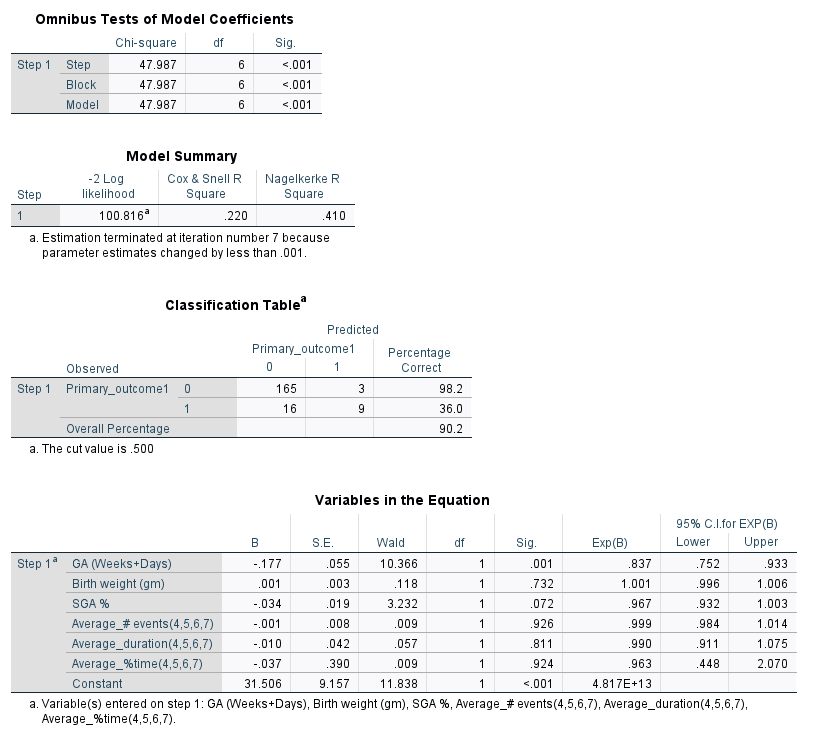 Omnibus Tests of Model Coefficients
Chi-square df Sig.
Step 1 Step 47.987 6 <.001
Block 47.987 6 <.001
Model 47.987 6 <.001
Model Summary
Step -2 Log likelihood Cox & Snell R Square Nagelkerke R Square
1 100.816a .220 .410
a. Estimation terminated at iteration number 7 because
parameter estimates changed by less than .001.
Classification Tablea
Predicted
Primary_outcome1 Percentage Correct
Observed 0 1
Step 1 Primary_outcome1 0 165 3 98.2
1 16 9 36.0
Overall Percentage 90.2
a. The cut value is .500
Variables in the Equation
95% C.I.for EXP(B)
B S.E. Wald df Sig. Exp(B) Lower Upper
Step 1a GA (Weeks+Days) -.177 .055 10.366 1 .001 .837 .752 .933
Birth weight (gm) .001 .003 .118 1 .732 1.001 .996 1.006
SGA % -.034 .019 3.232 1 .072 .967 .932 1.003
Average_# events(4,5,6,7) -.001 .008 .009 1 .926 .999 .984 1.014
Average_duration(4,5,6,7) -.010 .042 .057 1 .811 .990 .911 1.075
Average_%time(4,5,6,7) -.037 .390 .009 1 .924 .963 .448 2.070
Constant 31.506 9.157 11.838 1 <.001 4.817E+13
a. Variable(s) entered on step 1: GA (Weeks+Days), Birth weight (gm), SGA %, Average_# events(4,5,6,7), Average_duration(4,5,6,7),
Average_%time(4,5,6,7).